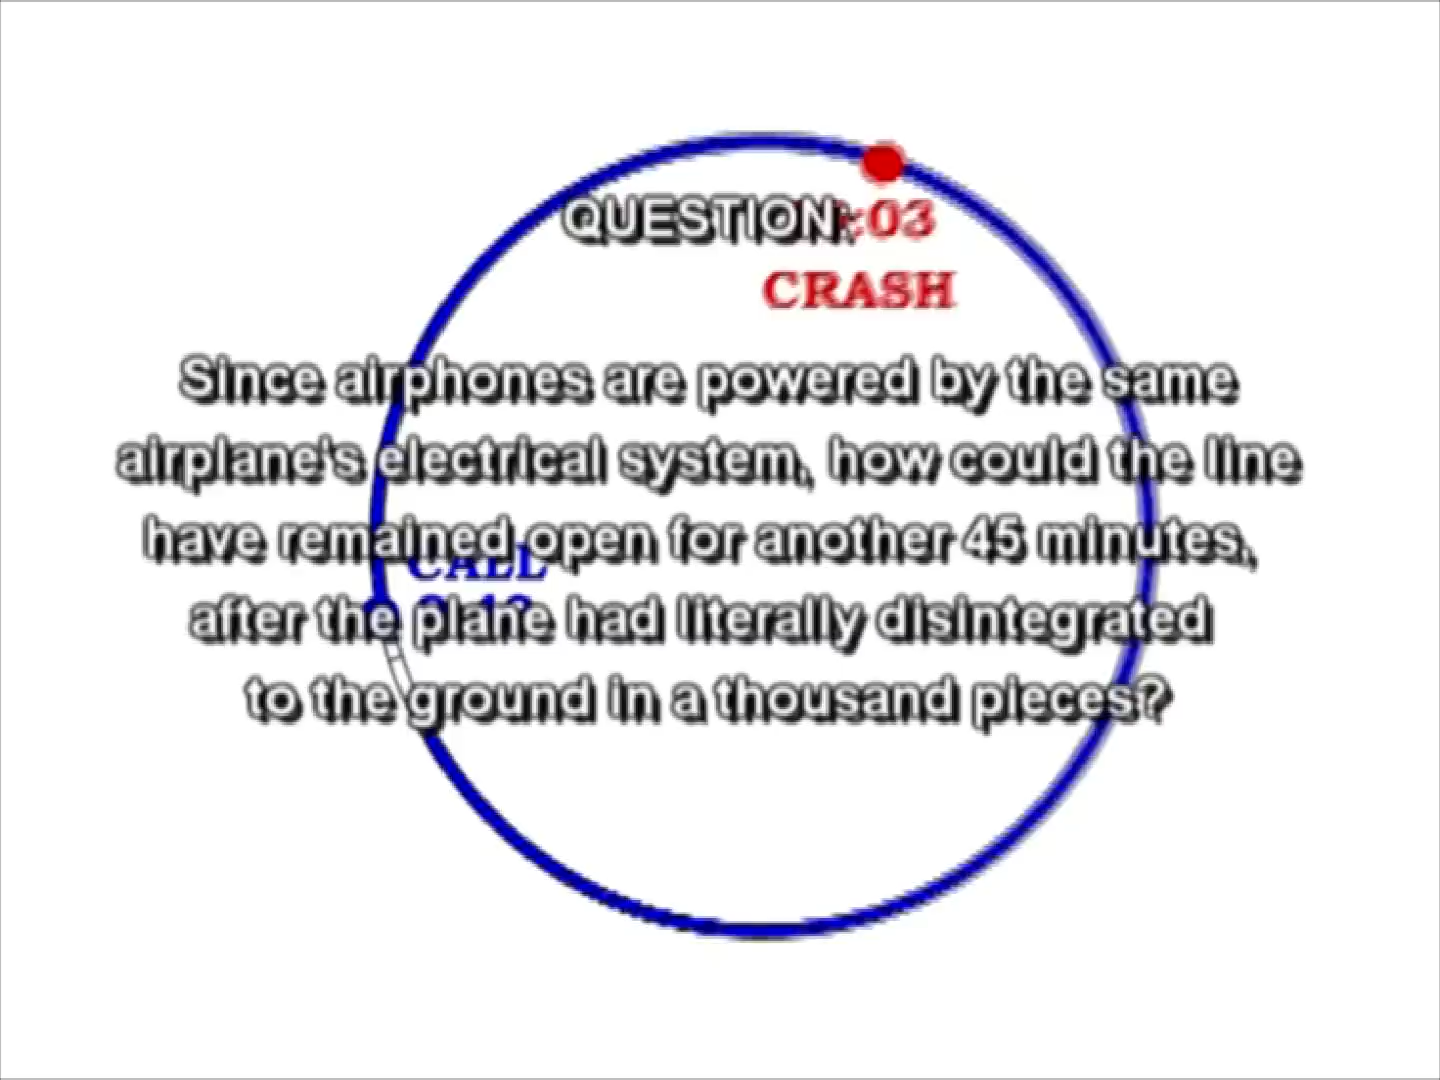 QUESTION:
:03
CRASH
Since airphones are powered by the same
airplane's electrical system, how could the line
have remained open for another 45 minutes,
CALL
after the plane had literally disintegrated
to the ground in a thousand pieces?